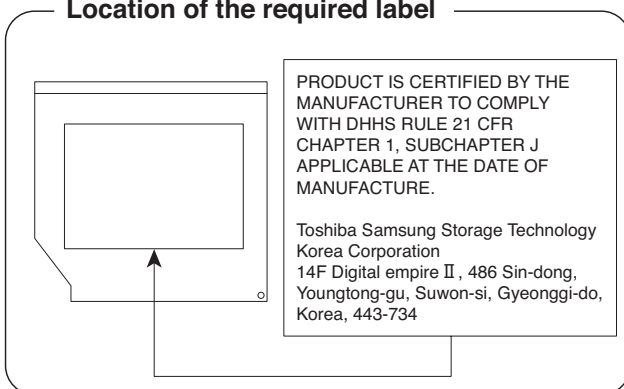 Location of the required label
PRODUCT IS CERTIFIED BY THE
MANUFACTURER TO COMPLY
WITH DHHS RULE 21 CFR
CHAPTER 1, SUBCHAPTER J
APPLICABLE AT THE DATE OF
MANUFACTURE.
Toshiba Samsung Storage Technology
Korea Corporation
14F Digital empire Ⅱ, 486 Sin-dong,
Youngtong-gu, Suwon-si, Gyeonggi-do,
Korea, 443-734